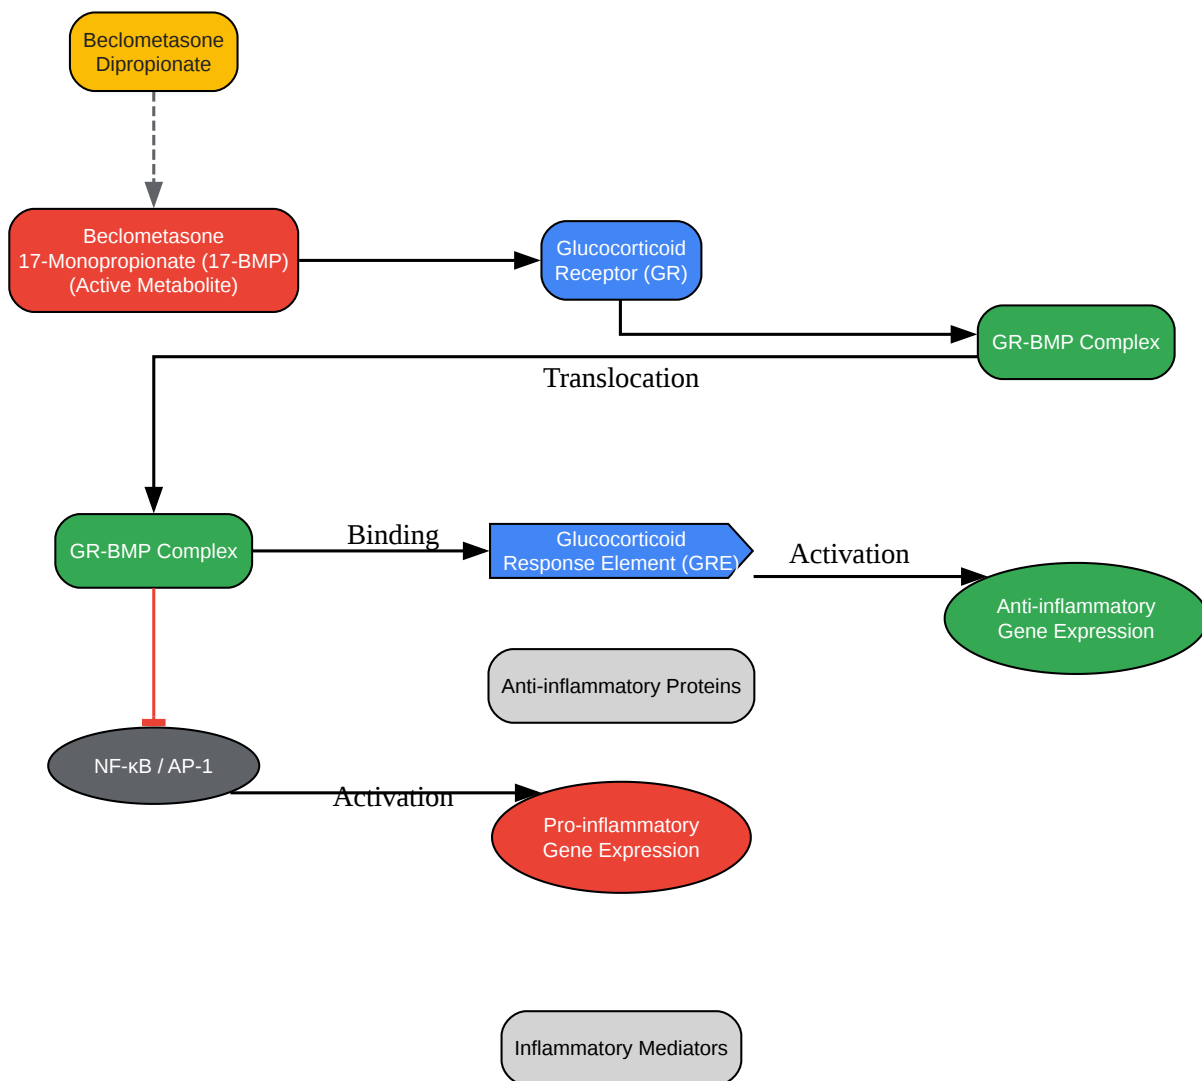 Beclometasone
Dipropionate
Beclometasone
17-Monopropionate (17-BMP)
(Active Metabolite)
Glucocorticoid
Receptor (GR)
GR-BMP Complex
Translocation
GR-BMP Complex
Binding
Glucocorticoid
Response Element (GRE)
Activation
Anti-inflammatory
Gene Expression
Anti-inflammatory Proteins
NF-κB / AP-1
Activation
Pro-inflammatory
Gene Expression
Inflammatory Mediators